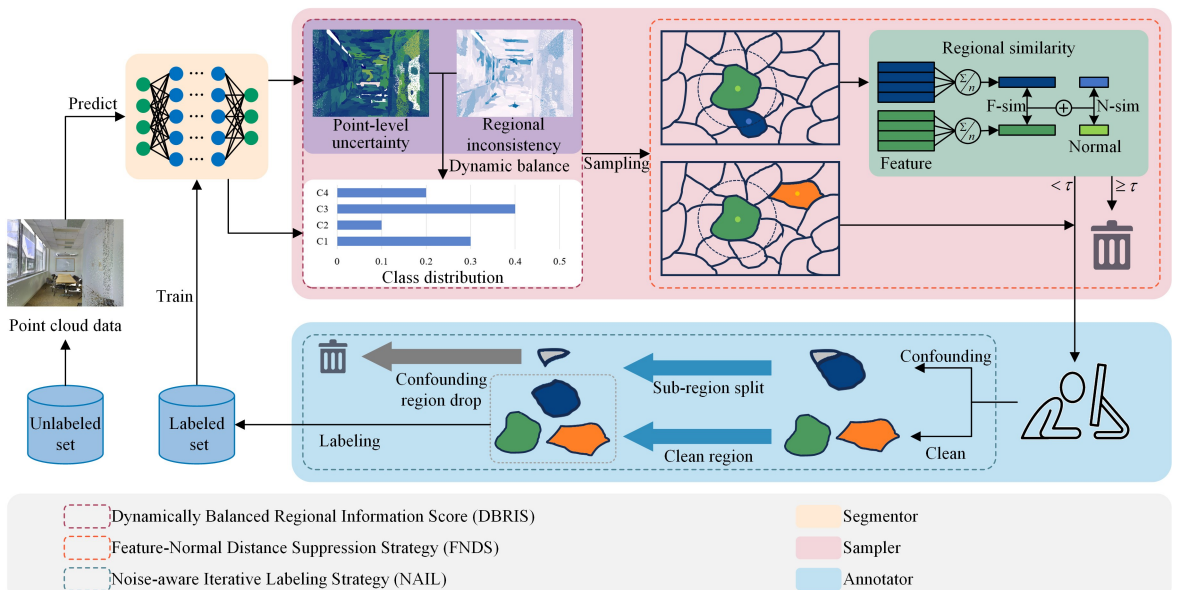 Predict
Point-level
uncertainty
Regional
inconsistency
Dynamic balance
C4
C3
C2
C1
0
0.1
0.2
0.3
0.4
0.5
Class distribution
Sampling
Regional similarity
Σ/n
F-sim
N-sim
+
Σ/n
Feature
Normal
< τ
≥ τ
Point cloud data
Train
Unlabeled
set
Labeled
set
Labeling
Confounding
region drop
Sub-region split
Clean region
Confounding
Clean
Dynamically Balanced Regional Information Score (DBRIS)
Feature-Normal Distance Suppression Strategy (FNDS)
Noise-aware Iterative Labeling Strategy (NAIL)
Segmentor
Sampler
Annotator